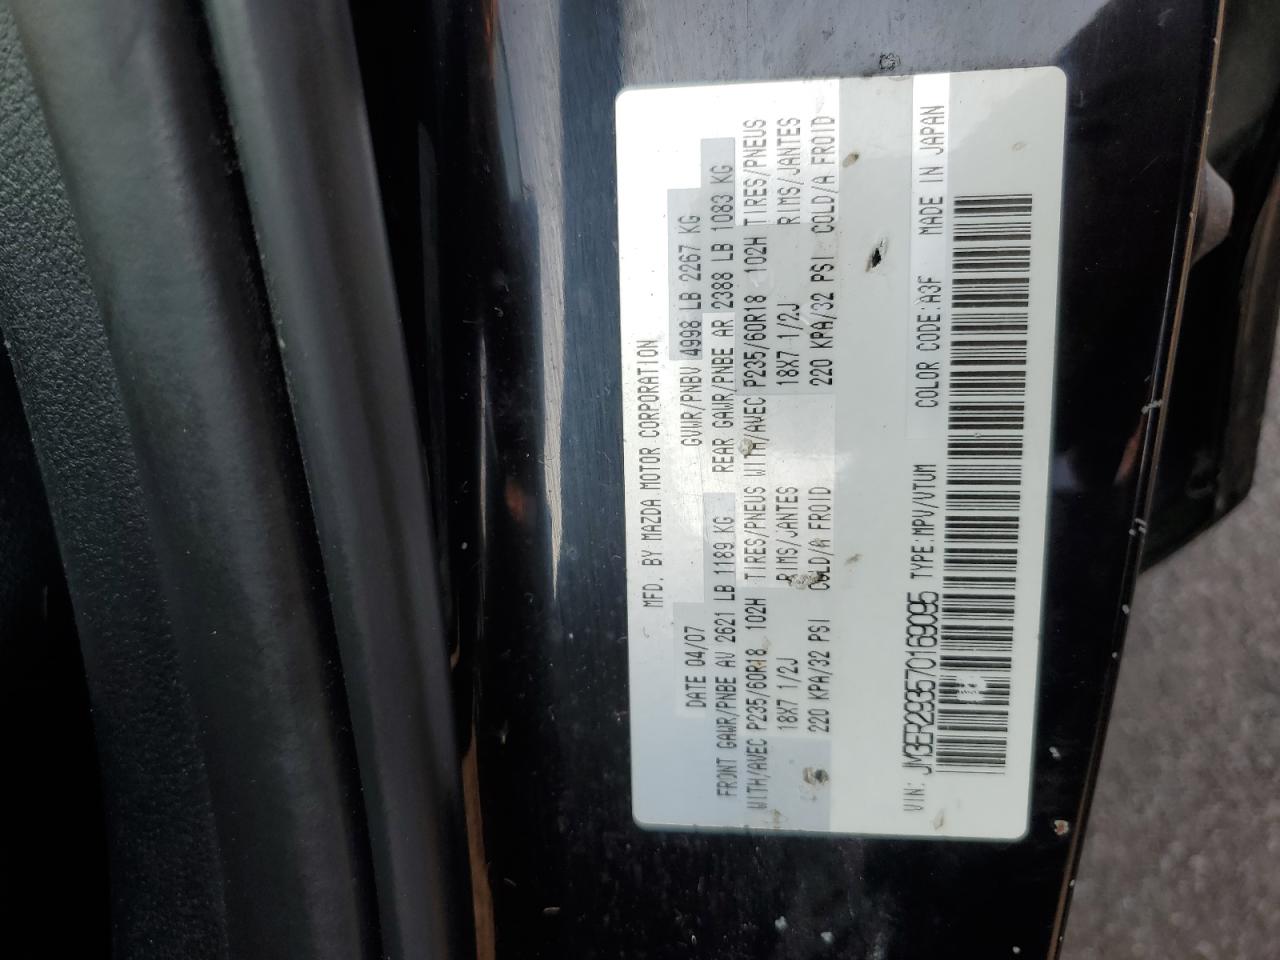 MFD. BY MAZDA MOTOR CORPORATION
DATE 04/07 GVWR/PNBV 4998 LB 2267 KG
FRONT GAWR/PNBE AV 2621 LB 1189 KG REAR GAWR/PNBE AR 2388 LB 1083 KG
WITH/AVEC P235/60R18 102H TIRES/PNEUS WITH/AVEC P235/60R18 102H TIRES/PNEUS
18X7 1/2J RIMS/JANTES 18X7 1/2J RIMS/JANTES
220 KPA/32 PSI COLD/A FROID 220 KPA/32 PSI COLD/A FROID
VIN: JM3ER293570169095 TYPE:MPV/VTUM COLOR CODE:A3F MADE IN JAPAN